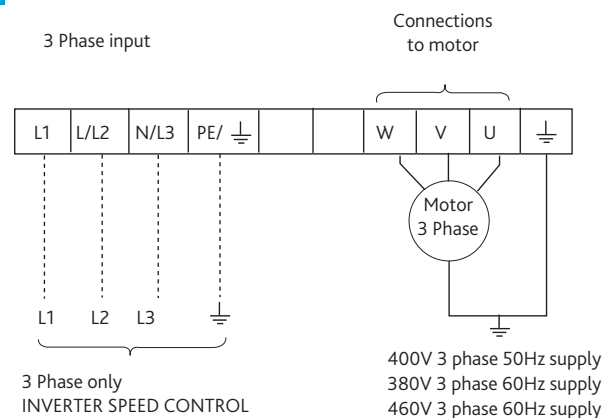 3 Phase input
Connections
to motor
L1
L/L2
N/L3
PE/
W
V
U
Motor
3 Phase
L1
L2
L3
3 Phase only
INVERTER SPEED CONTROL
400V 3 phase 50Hz supply
380V 3 phase 60Hz supply
460V 3 phase 60Hz supply